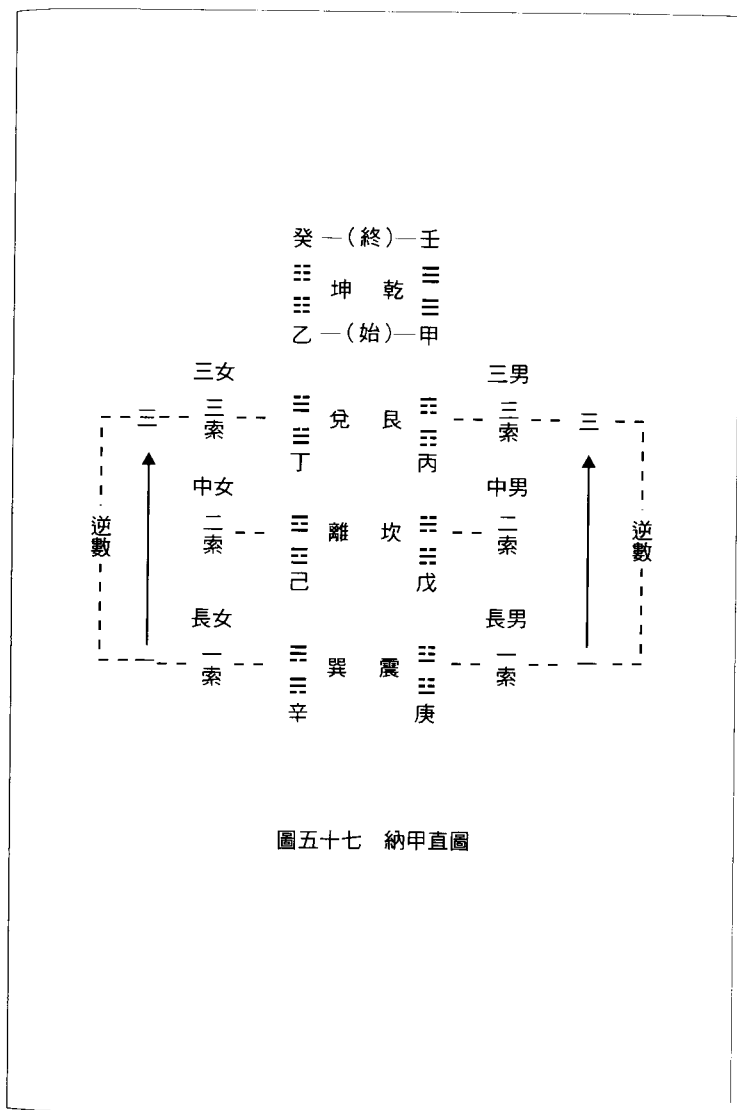 癸—(終)—壬
☷ 坤 乾 ☰
☷ ☰
乙—(始)—甲
三女 三男
三 三索 ☱ 兌 艮 ☶ 三索 三
☱ ☶
丁 丙
中女 中男
逆數 二索 ☲ 離 坎 ☵ 二索 逆數
☲ ☵
己 戊
長女 長男
一 一索 ☴ 巽 震 ☳ 一索 一
☴ ☳
辛 庚
圖五十七 納甲直圖